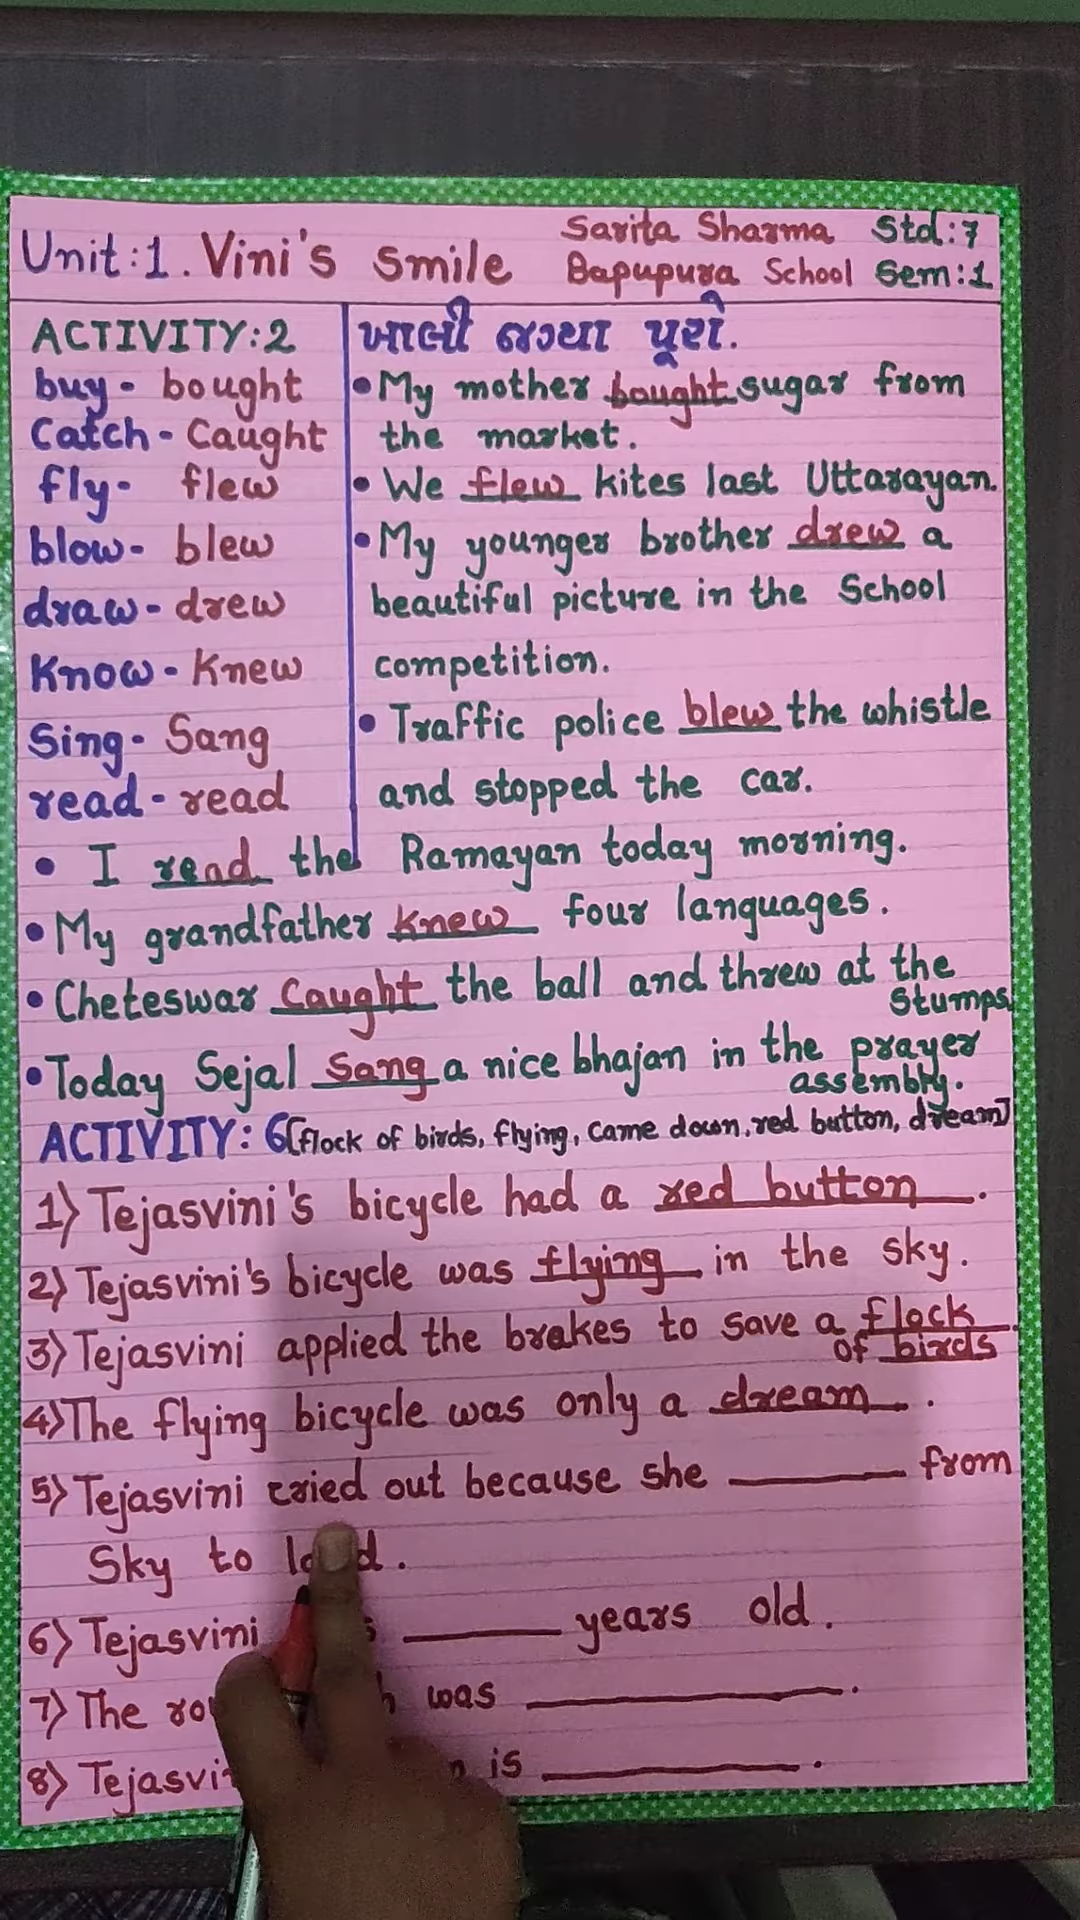 Unit:1. Vini's smile
Sarita Sharma Std:7
Bapupura School Sem:1
ACTIVITY:2
buy- bought
Catch- Caught
fly- flew
blow- blew
draw- drew
Know- Knew
Sing- Sang
read- read
ખાલી જગ્યા પૂરો.
• My mother bought sugar from
the market.
• We flew kites last Uttarayan.
• My younger brother drew a
beautiful picture in the School
competition.
• Traffic police blew the whistle
and stopped the car.
• I read the Ramayan today morning.
• My grandfather knew four languages.
• Cheteswar Caught the ball and threw at the
stumps.
• Today Sejal Sang a nice bhajan in the prayer
assembly.
ACTIVITY: 6 [flock of birds, flying, came down, red button, dream]
1) Tejasvini's bicycle had a red button.
2) Tejasvini's bicycle was flying in the sky.
3) Tejasvini applied the brakes to save a flock
of birds.
4) The flying bicycle was only a dream.
5) Tejasvini cried out because she ______ from
Sky to
6) Tejasvini ______ years old.
7) The was ______.
8) is ______.